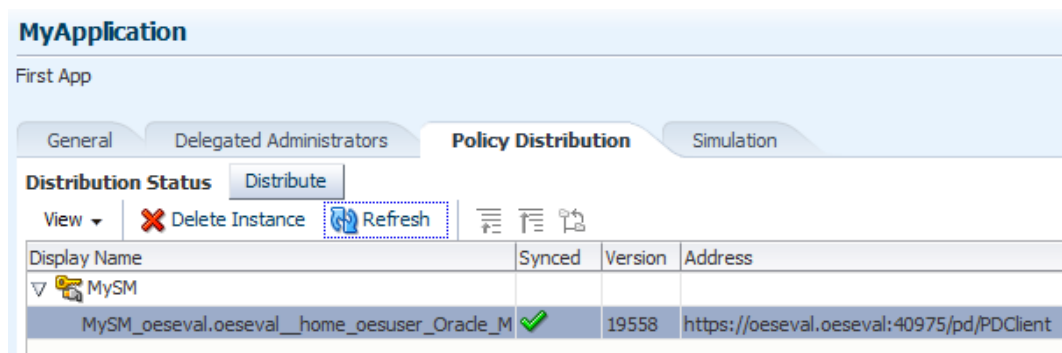 MyApplication
First App
General Delegated Administrators Policy Distribution Simulation
Distribution Status Distribute
View Delete Instance Refresh
Display Name Synced Version Address
MySM
MySM_oeseval.oeseval__home_oesuser_Oracle_M 19558 https://oeseval.oeseval:40975/pd/PDClient